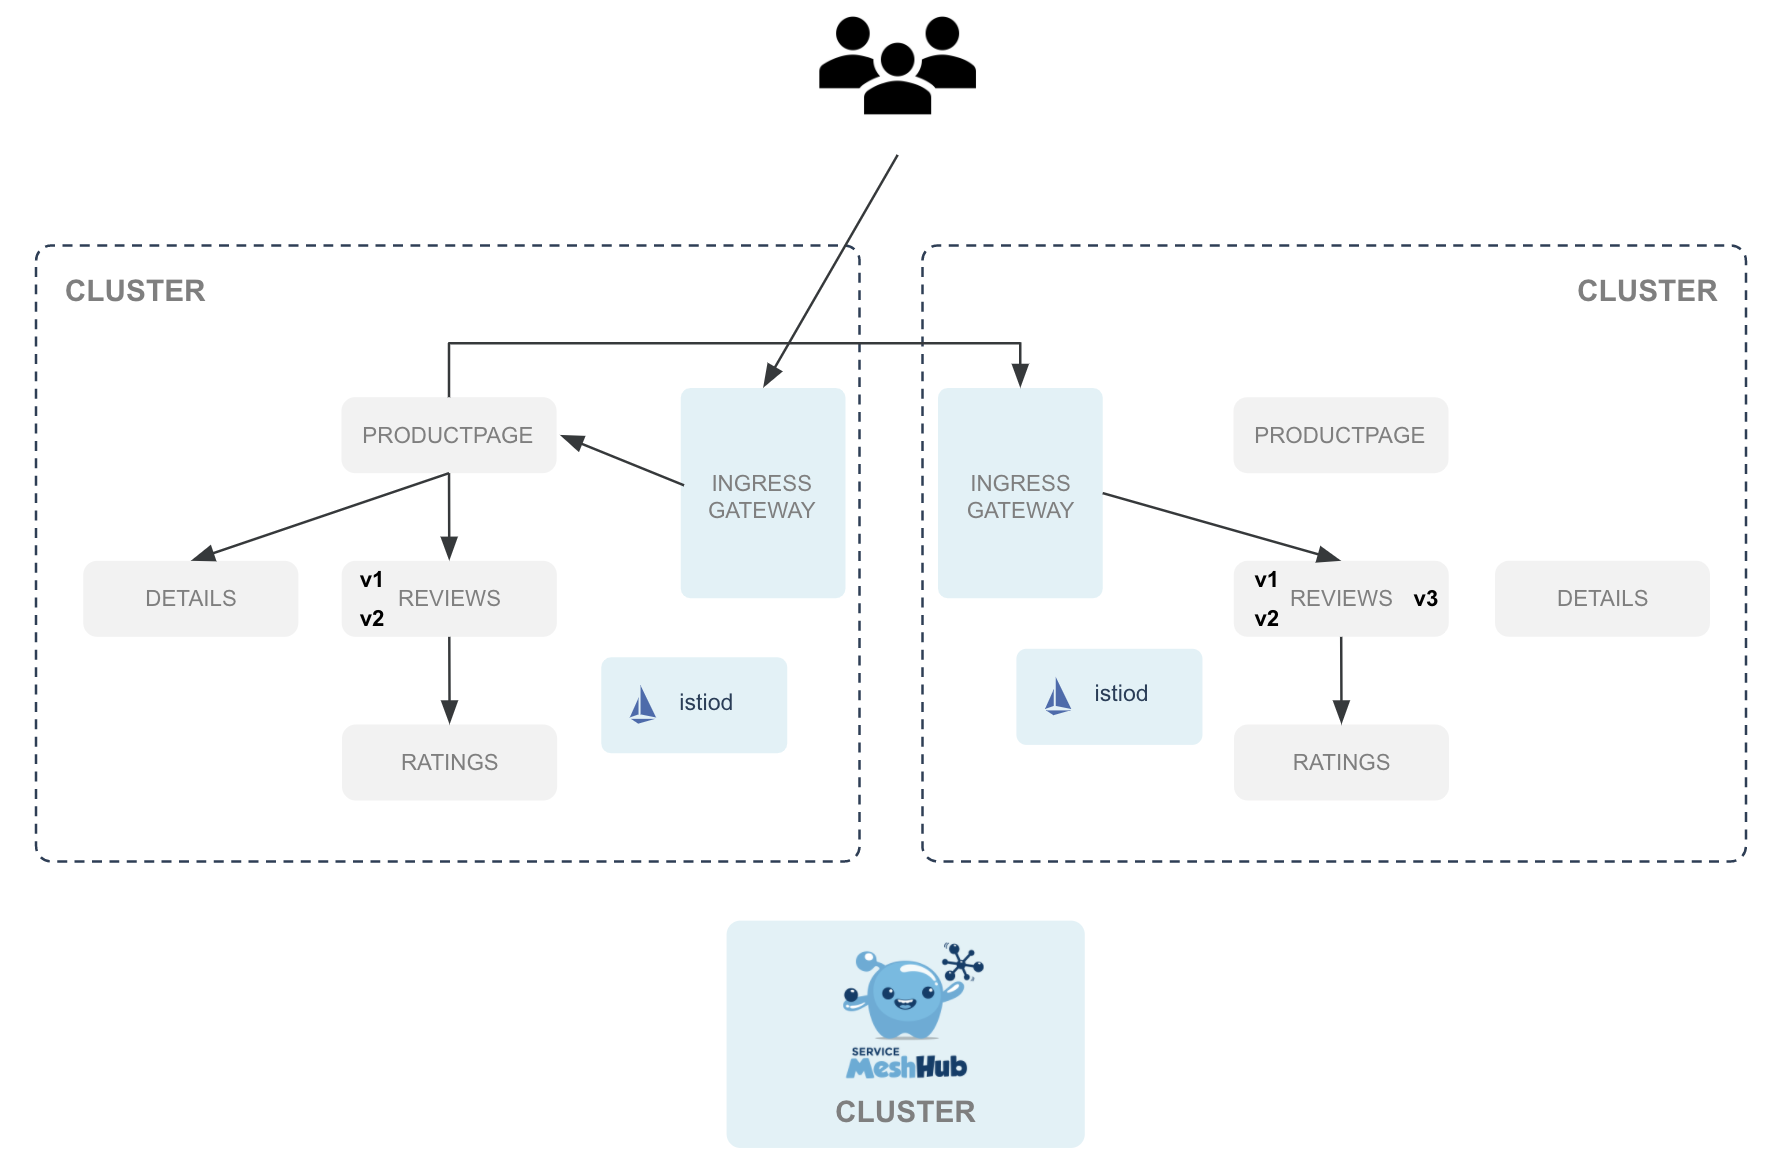 CLUSTER
CLUSTER
PRODUCTPAGE
PRODUCTPAGE
INGRESS
GATEWAY
INGRESS
GATEWAY
DETAILS
v1
REVIEWS
v2
v1
REVIEWS
v3
v2
DETAILS
istiod
istiod
RATINGS
RATINGS
SERVICE
MeshHub
CLUSTER